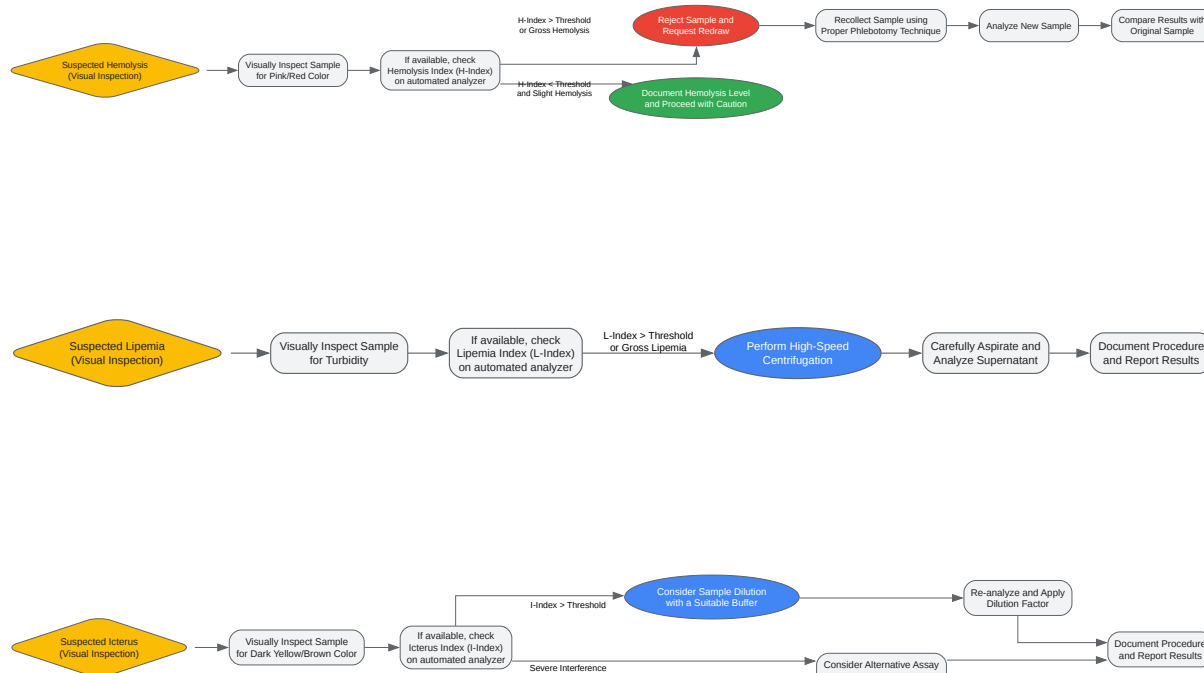 Suspected Hemolysis
(Visual Inspection)
Visually Inspect Sample
for Pink/Red Color
If available, check
Hemolysis Index (H-Index)
on automated analyzer
H-Index > Threshold
or Gross Hemolysis
H-Index < Threshold
and Slight Hemolysis
Reject Sample and
Request Redraw
Document Hemolysis Level
and Proceed with Caution
Recollect Sample using
Proper Phlebotomy Technique
Analyze New Sample
Compare Results with
Original Sample
Suspected Lipemia
(Visual Inspection)
Visually Inspect Sample
for Turbidity
If available, check
Lipemia Index (L-Index)
on automated analyzer
L-Index > Threshold
or Gross Lipemia
Perform High-Speed
Centrifugation
Carefully Aspirate and
Analyze Supernatant
Document Procedure
and Report Results
Suspected Icterus
(Visual Inspection)
Visually Inspect Sample
for Dark Yellow/Brown Color
If available, check
Icterus Index (I-Index)
on automated analyzer
I-Index > Threshold
Severe Interference
Consider Sample Dilution
with a Suitable Buffer
Re-analyze and Apply
Dilution Factor
Consider Alternative Assay
Document Procedure
and Report Results